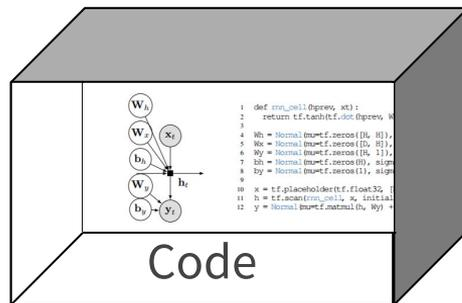 W_h
W_x
x_t
b_h
h_t
W_y
b_y
y_t
1 def rnn_cell(hprev, xt):
2 return tf.tanh(tf.dot(hprev, W
4 Wh = Normal(mu=tf.zeros([H, H]),
5 Wx = Normal(mu=tf.zeros([D, H]),
6 Wy = Normal(mu=tf.zeros([H, 1]),
7 bh = Normal(mu=tf.zeros(H), sigm
8 by = Normal(mu=tf.zeros(1), sigm
9
10 x = tf.placeholder(tf.float32, [
11 h = tf.scan(rnn_cell, x, initial
12 y = Normal(mu=tf.matmul(h, Wy) +
Code